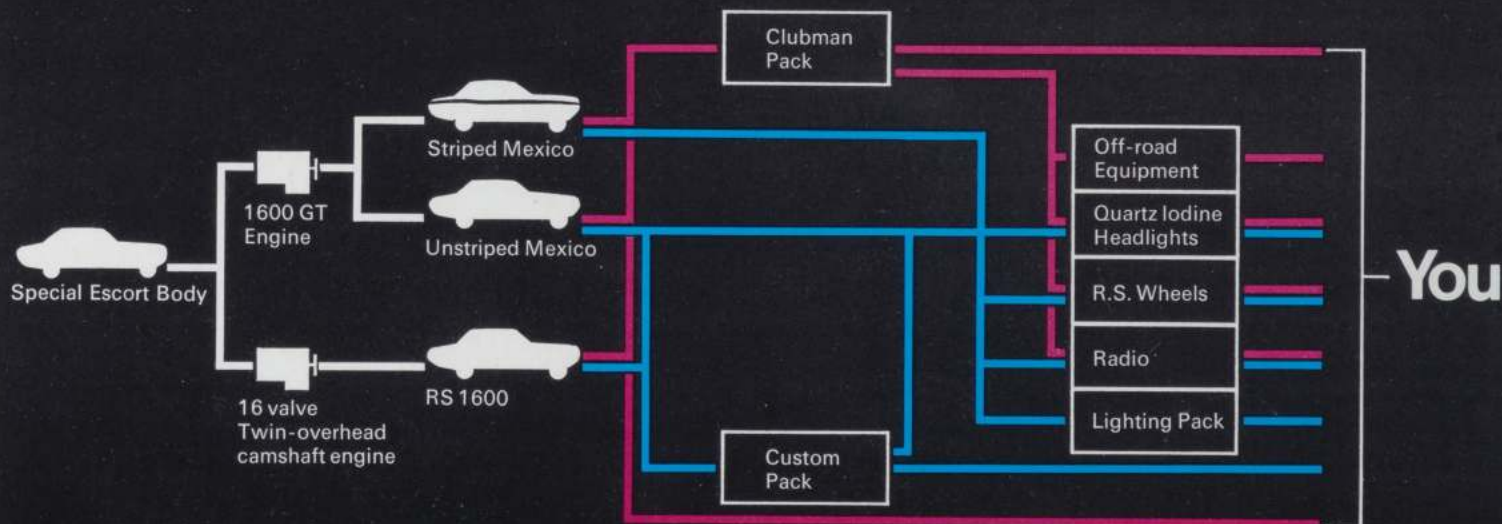 Clubman
Pack
Striped Mexico
Off-road
Equipment
1600 GT
Engine
Unstriped Mexico
Quartz Iodine
Headlights
Special Escort Body
R.S. Wheels
You
Radio
RS 1600
16 valve
Twin-overhead
camshaft engine
Lighting Pack
Custom
Pack